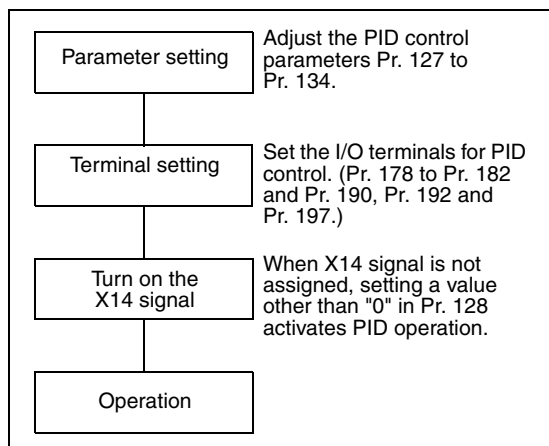 Parameter setting
Adjust the PID control
parameters Pr. 127 to
Pr. 134.
Terminal setting
Set the I/O terminals for PID
control. (Pr. 178 to Pr. 182
and Pr. 190, Pr. 192 and
Pr. 197.)
Turn on the
X14 signal
When X14 signal is not
assigned, setting a value
other than "0" in Pr. 128
activates PID operation.
Operation